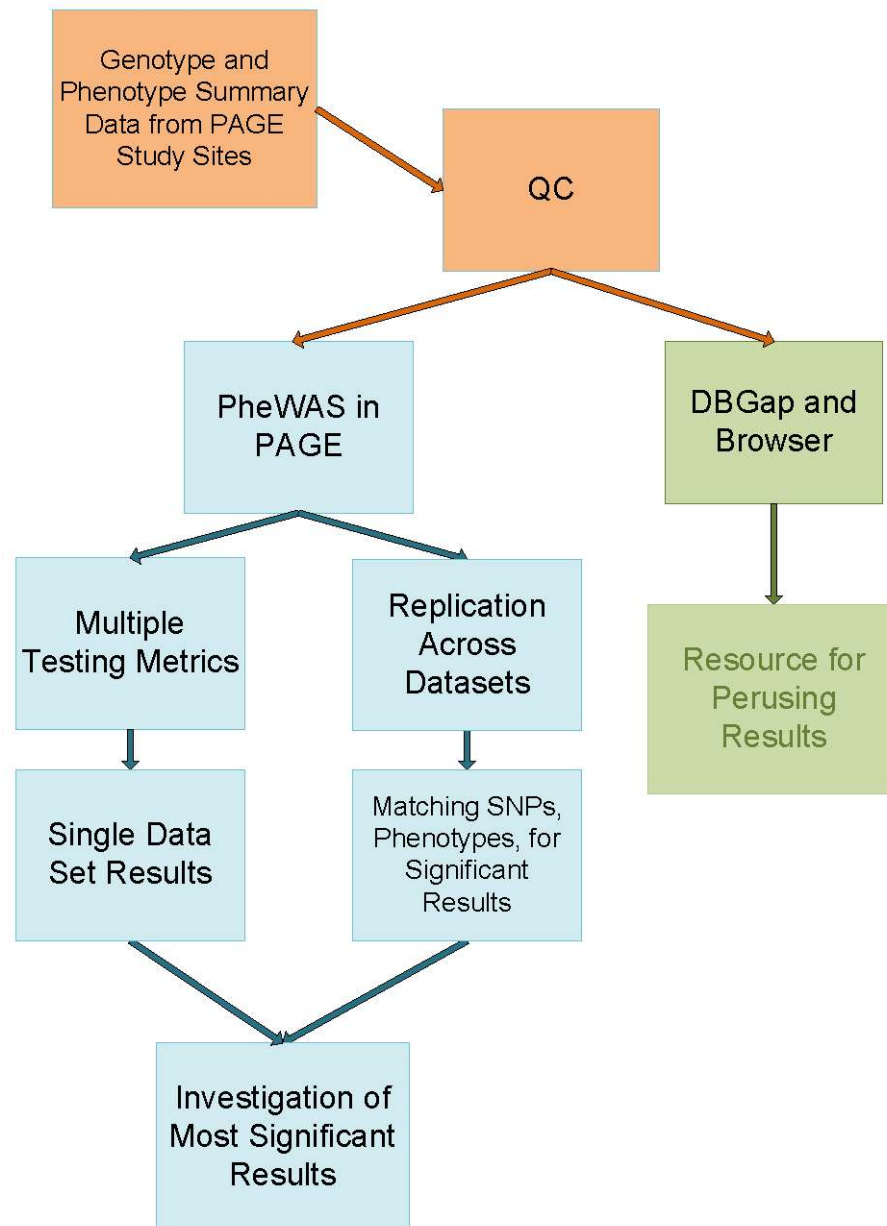 Genotype and
Phenotype Summary
Data from PAGE
Study Sites
QC
PheWAS in
PAGE
DBGap and
Browser
Multiple
Testing Metrics
Replication
Across
Datasets
Resource for
Perusing
Results
Single Data
Set Results
Matching SNPs,
Phenotypes, for
Significant
Results
Investigation of
Most Significant
Results